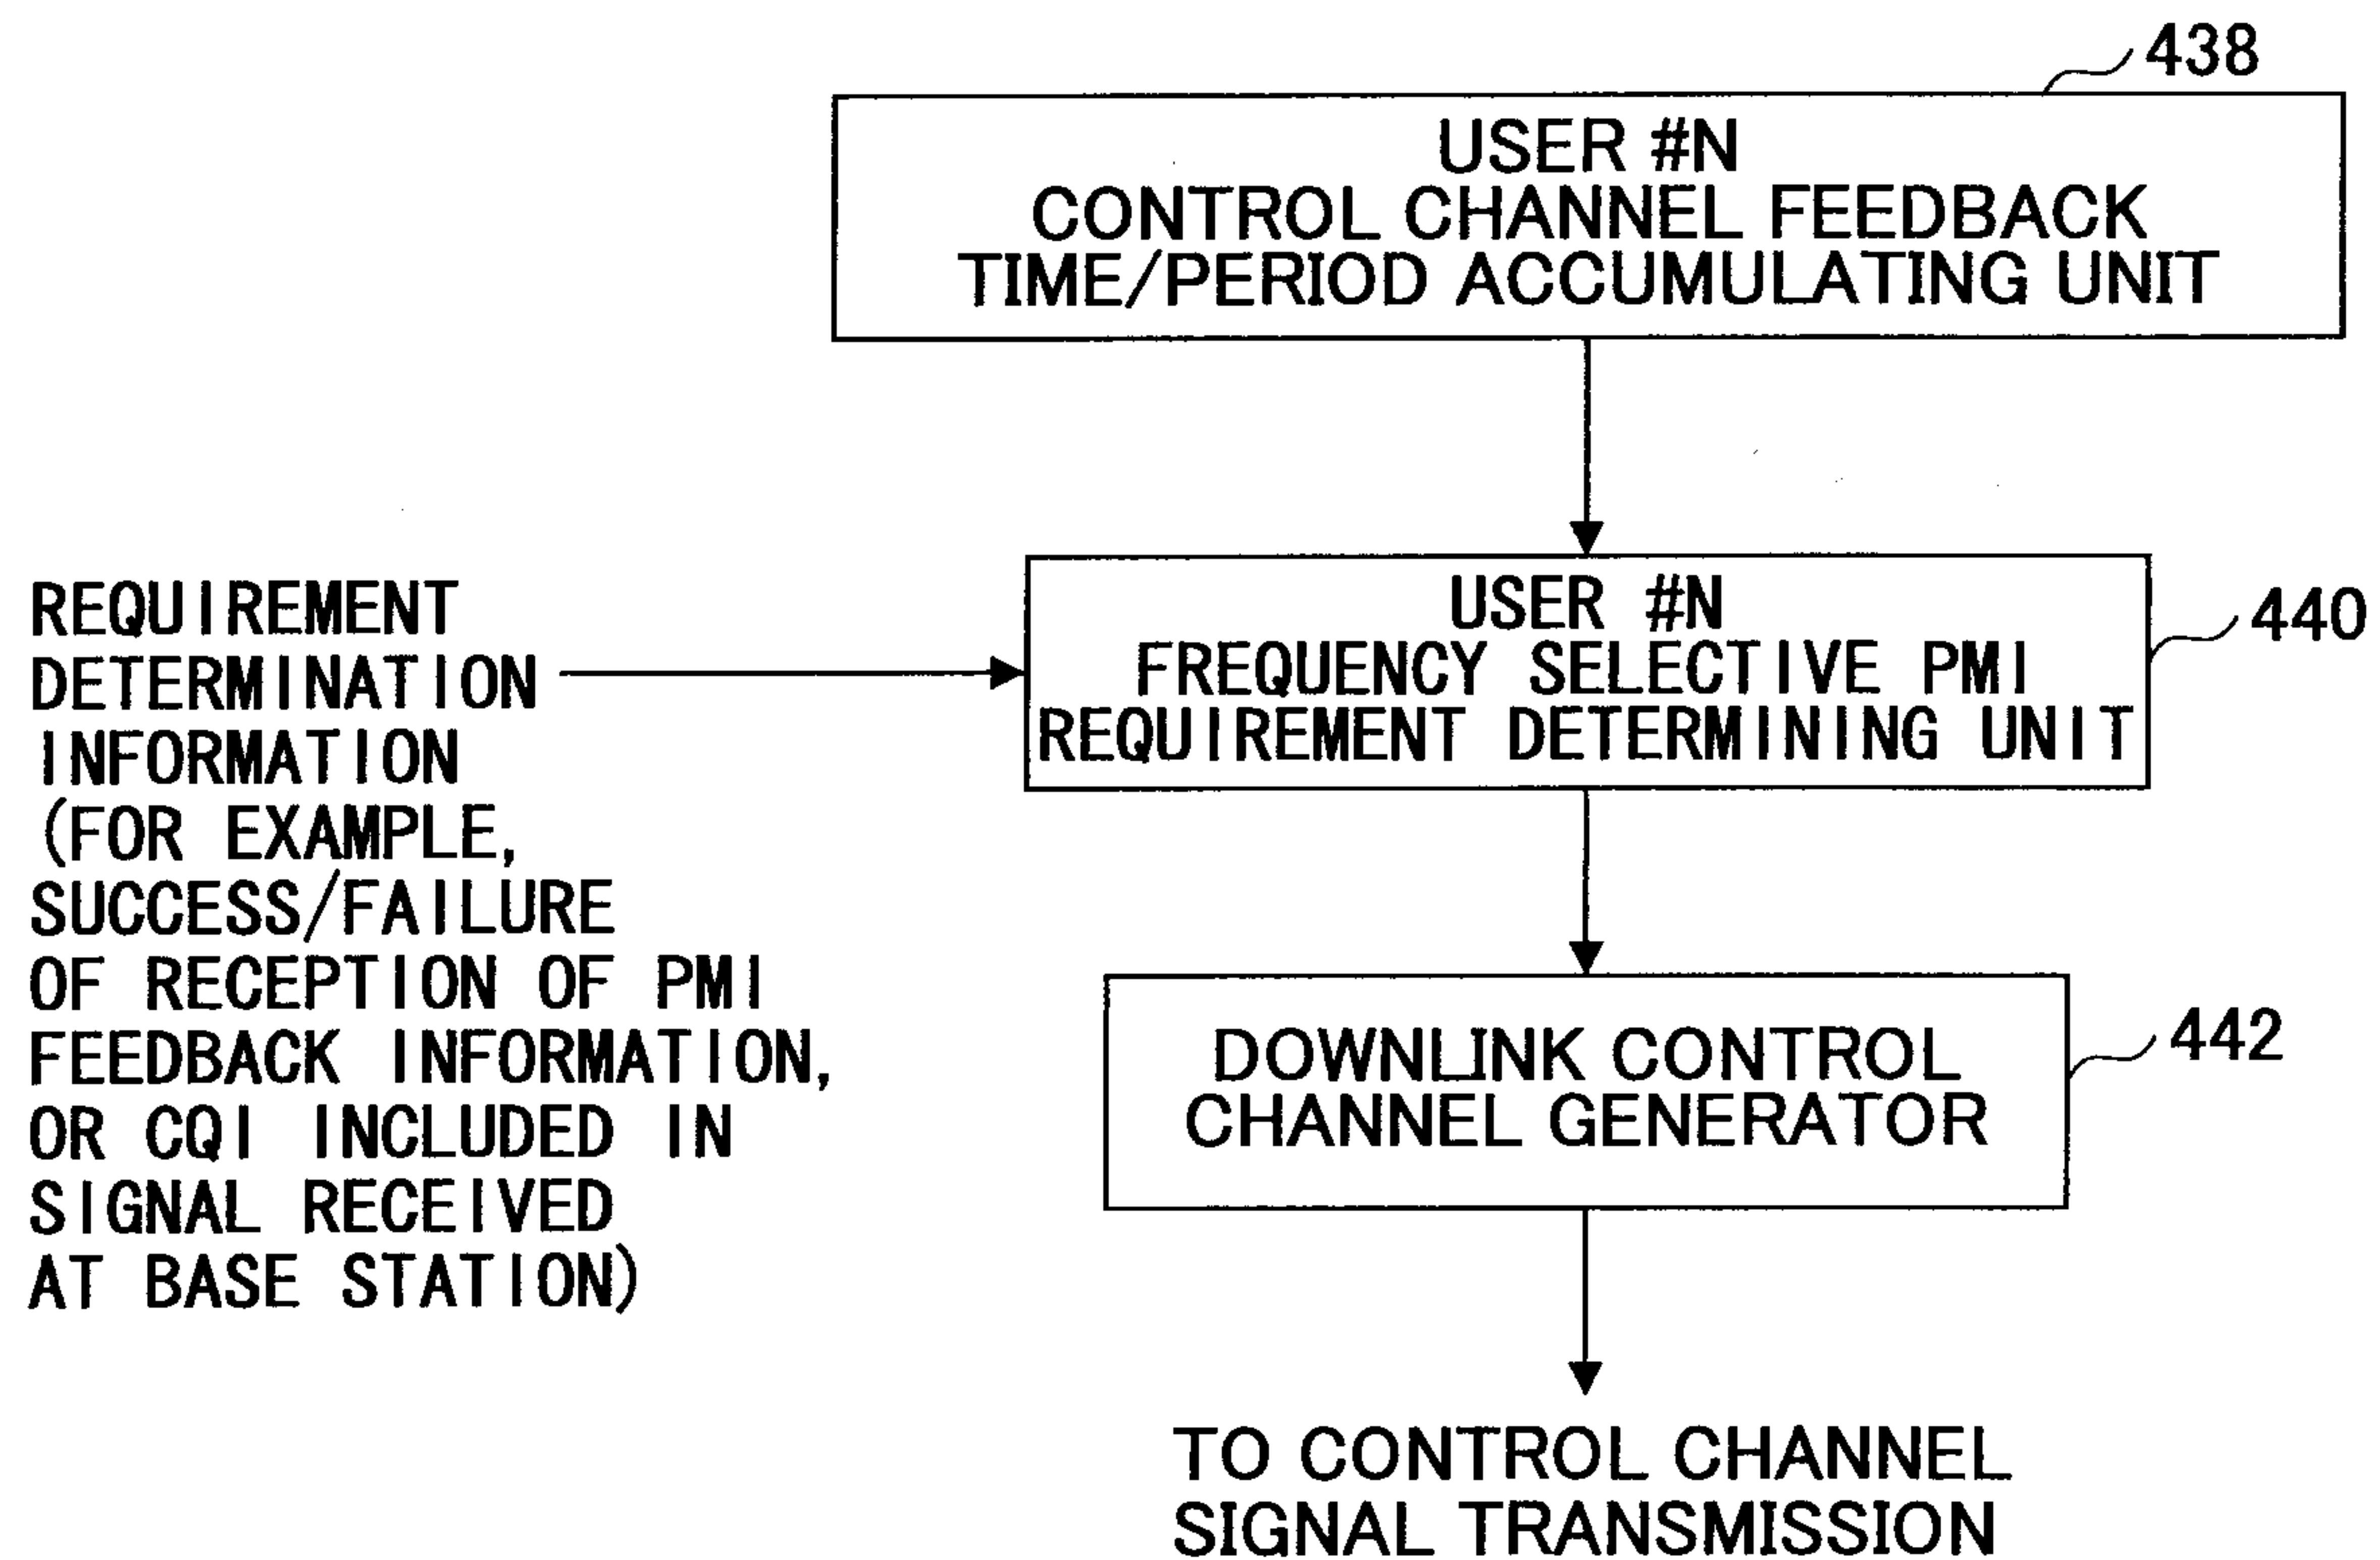 438
USER #N
CONTROL CHANNEL FEEDBACK
TIME/PERIOD ACCUMULATING UNIT
REQUIREMENT
DETERMINATION
INFORMATION
(FOR EXAMPLE,
SUCCESS/FAILURE
OF RECEPTION OF PMI
FEEDBACK INFORMATION,
OR CQI INCLUDED IN
SIGNAL RECEIVED
AT BASE STATION)
USER #N
FREQUENCY SELECTIVE PMI
REQUIREMENT DETERMINING UNIT
440
DOWNLINK CONTROL
CHANNEL GENERATOR
442
TO CONTROL CHANNEL
SIGNAL TRANSMISSION